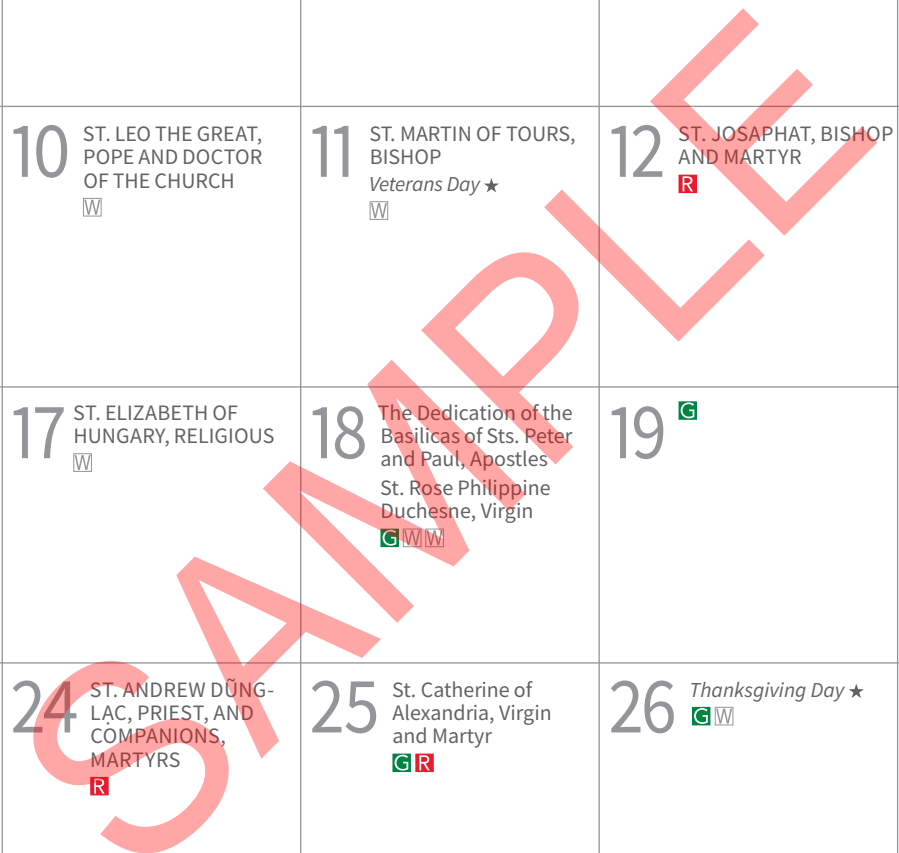 10 ST. LEO THE GREAT,
POPE AND DOCTOR
OF THE CHURCH
W
11 ST. MARTIN OF TOURS,
BISHOP
Veterans Day ★
W
12 ST. JOSAPHAT, BISHOP
AND MARTYR
R
17 ST. ELIZABETH OF
HUNGARY, RELIGIOUS
W
18 The Dedication of the
Basilicas of Sts. Peter
and Paul, Apostles
St. Rose Philippine
Duchesne, Virgin
G W W
19 G
24 ST. ANDREW DŨNG-
LẠC, PRIEST, AND
COMPANIONS,
MARTYRS
R
25 St. Catherine of
Alexandria, Virgin
and Martyr
G R
26 Thanksgiving Day ★
G W
SAMPLE